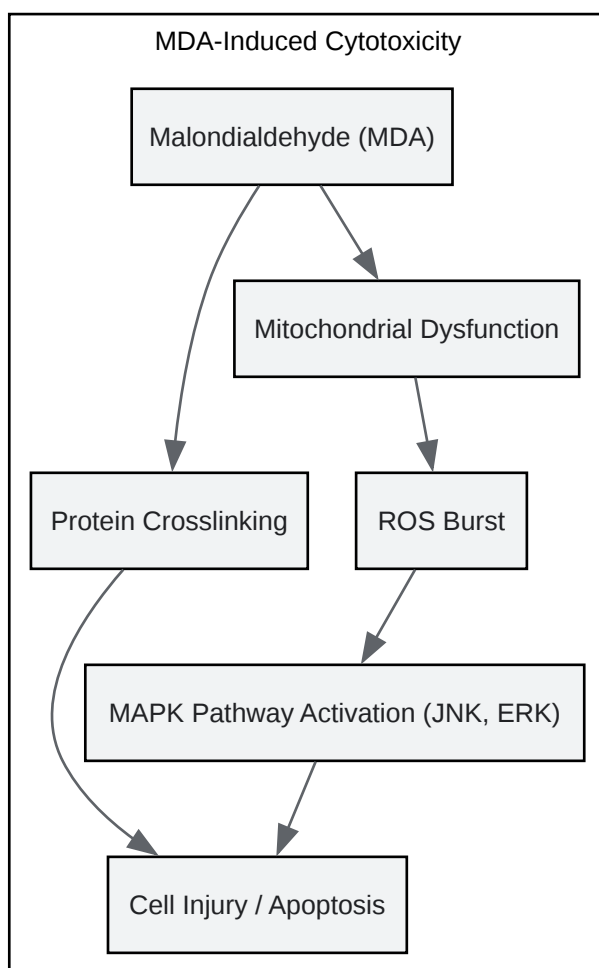 MDA-Induced Cytotoxicity
Malondialdehyde (MDA)
Mitochondrial Dysfunction
Protein Crosslinking
ROS Burst
MAPK Pathway Activation (JNK, ERK)
Cell Injury / Apoptosis